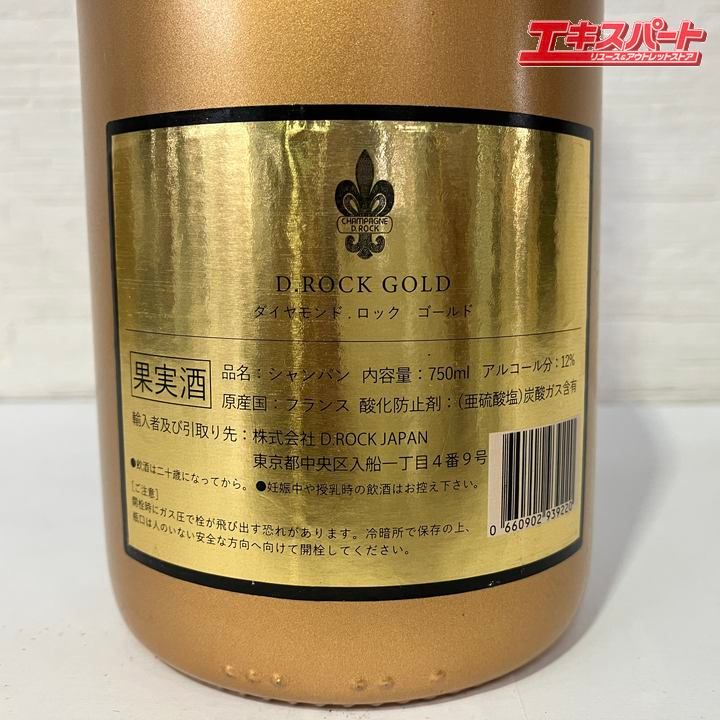 エキスパート
リユース&アウトレットストア
CHAMPAGNE
D.ROCK
D.ROCK GOLD
ダイヤモンド.ロック ゴールド
果実酒
品名:シャンパン 内容量:750ml アルコール分:12%
原産国:フランス 酸化防止剤:(亜硫酸塩)炭酸ガス含有
輸入者及び引取り先:株式会社 D.ROCK JAPAN
東京都中央区入船一丁目4番9号
●飲酒は二十歳になってから。●妊娠中や授乳時の飲酒はお控え下さい。
[ご注意]
開栓時にガス圧で栓が飛び出す恐れがあります。冷暗所で保存の上、
瓶口は人のいない安全な方向へ向けて開栓してください。
0 660902 939220